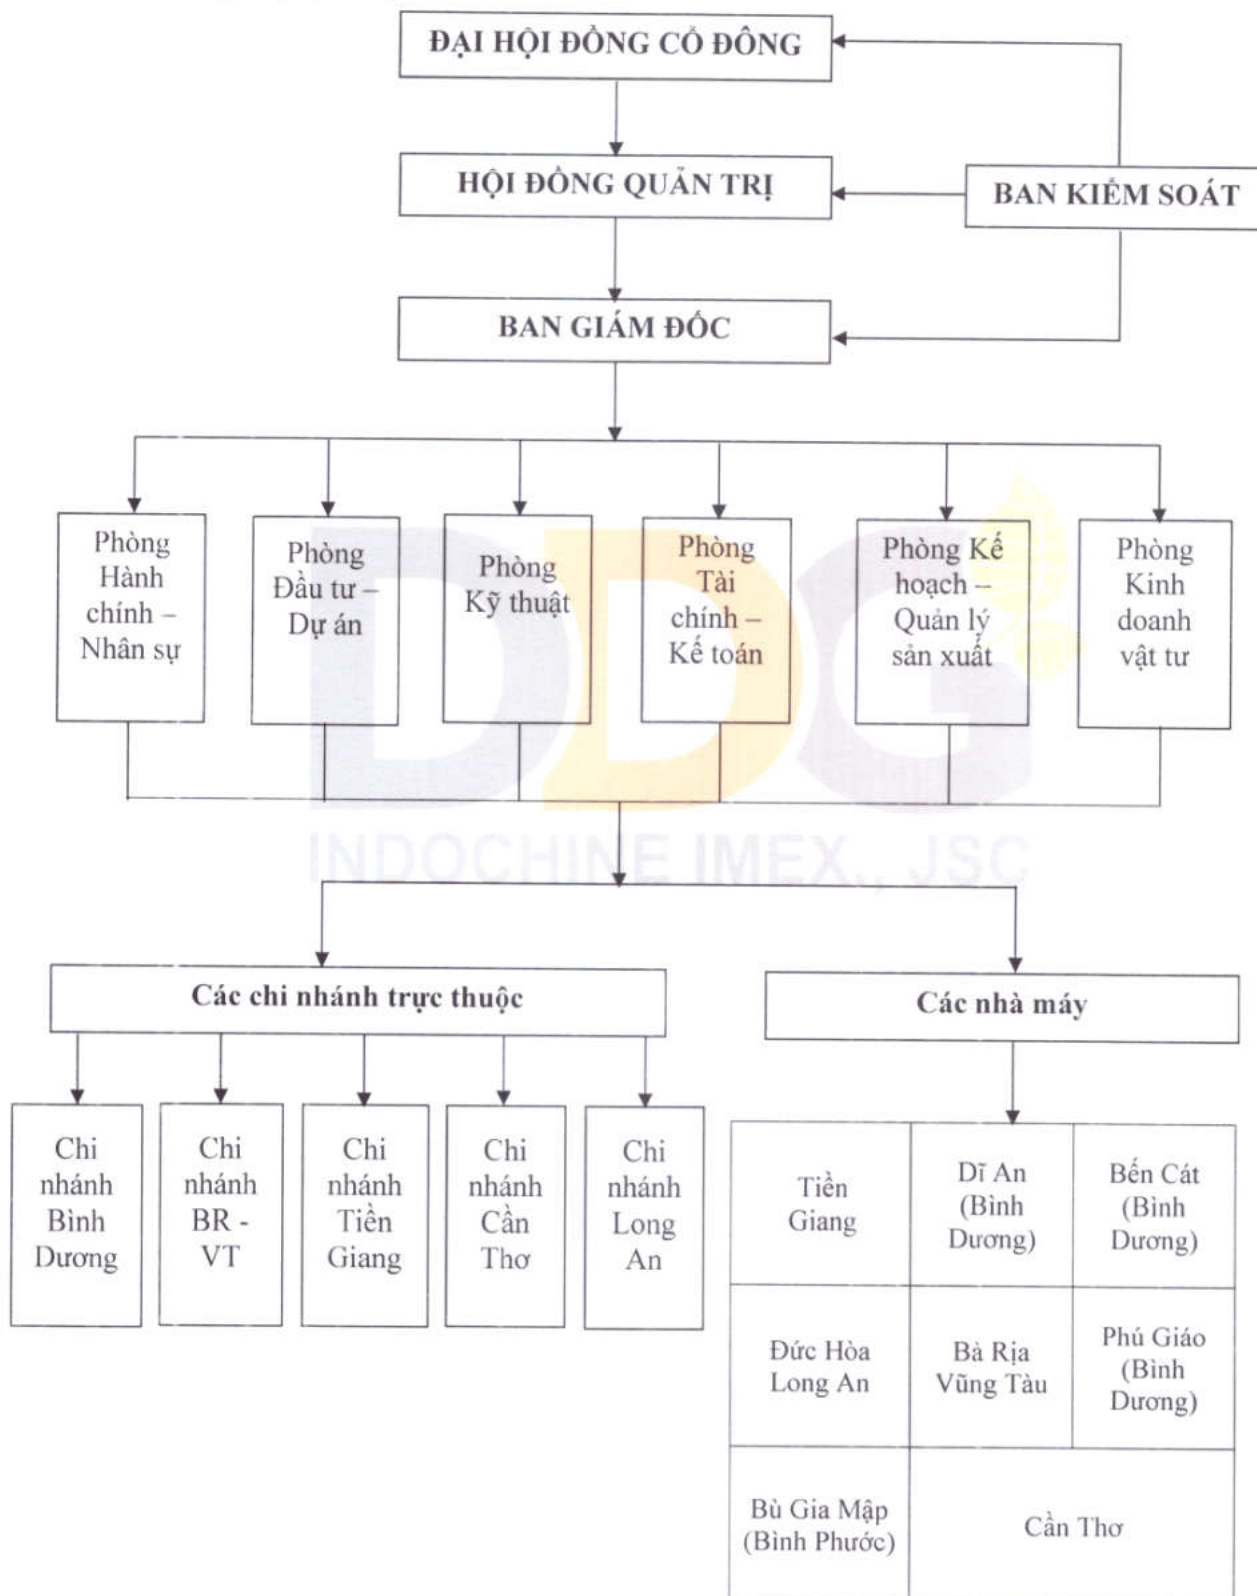 ĐẠI HỘI ĐỒNG CỔ ĐÔNG
HỘI ĐỒNG QUẢN TRỊ
BAN KIỂM SOÁT
BAN GIÁM ĐỐC
Phòng
Hành
chính –
Nhân sự
Phòng
Đầu tư –
Dự án
Phòng
Kỹ thuật
Phòng
Tài
chính –
Kế toán
Phòng Kế
hoạch –
Quản lý
sản xuất
Phòng
Kinh
doanh
vật tư
DDG
INDOCHINE IMEX., JSC
Các chi nhánh trực thuộc
Các nhà máy
Chi
nhánh
Bình
Dương
Chi
nhánh
BR -
VT
Chi
nhánh
Tiền
Giang
Chi
nhánh
Cần
Thơ
Chi
nhánh
Long
An
Tiền
Giang
Dĩ An
(Bình
Dương)
Bến Cát
(Bình
Dương)
Đức Hòa
Long An
Bà Rịa
Vũng Tàu
Phú Giáo
(Bình
Dương)
Bù Gia Mập
(Bình Phước)
Cần Thơ